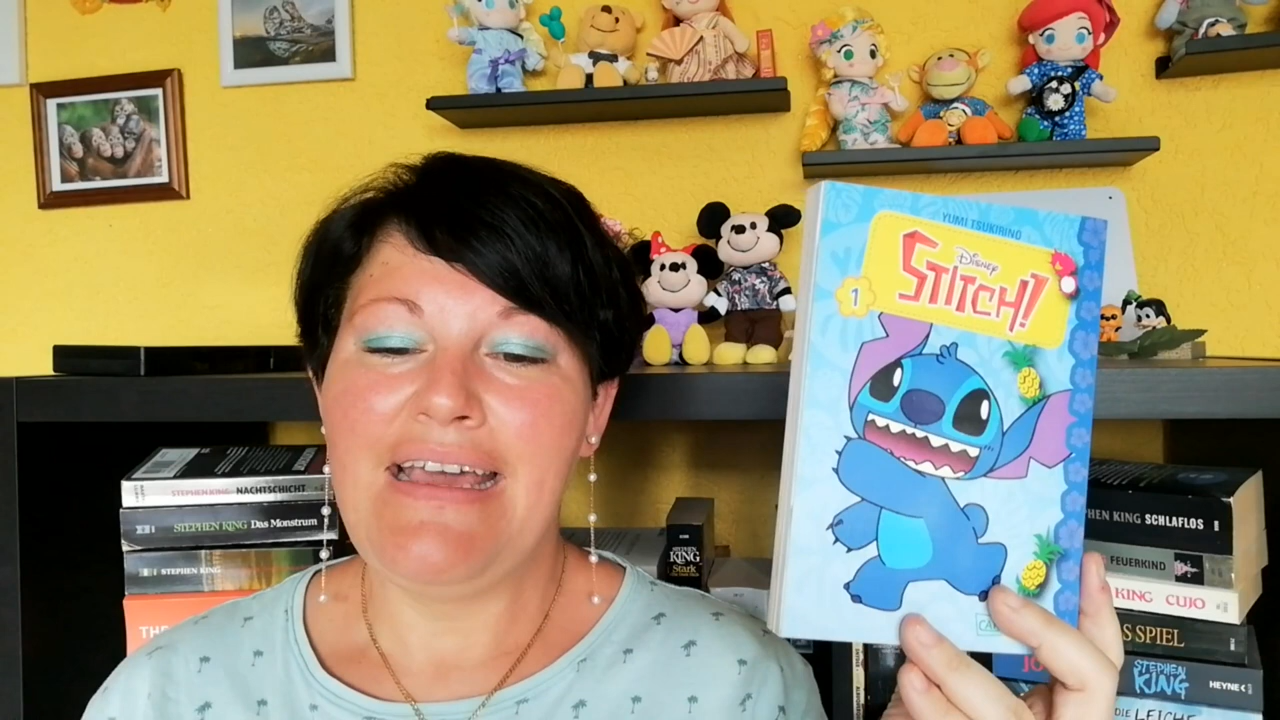 YUMI TSUKIRINO
Disney
STITCH!
1
STEPHEN KING NACHTSCHICHT
STEPHEN KING Das Monstrum
STEPHEN KING
STEPHEN
KING
Stark
HEN KING SCHLAFLOS
FEUERKIND
KING CUJO
S SPIEL
STEPHEN
KING
HEYNE <
DIE LEICHE